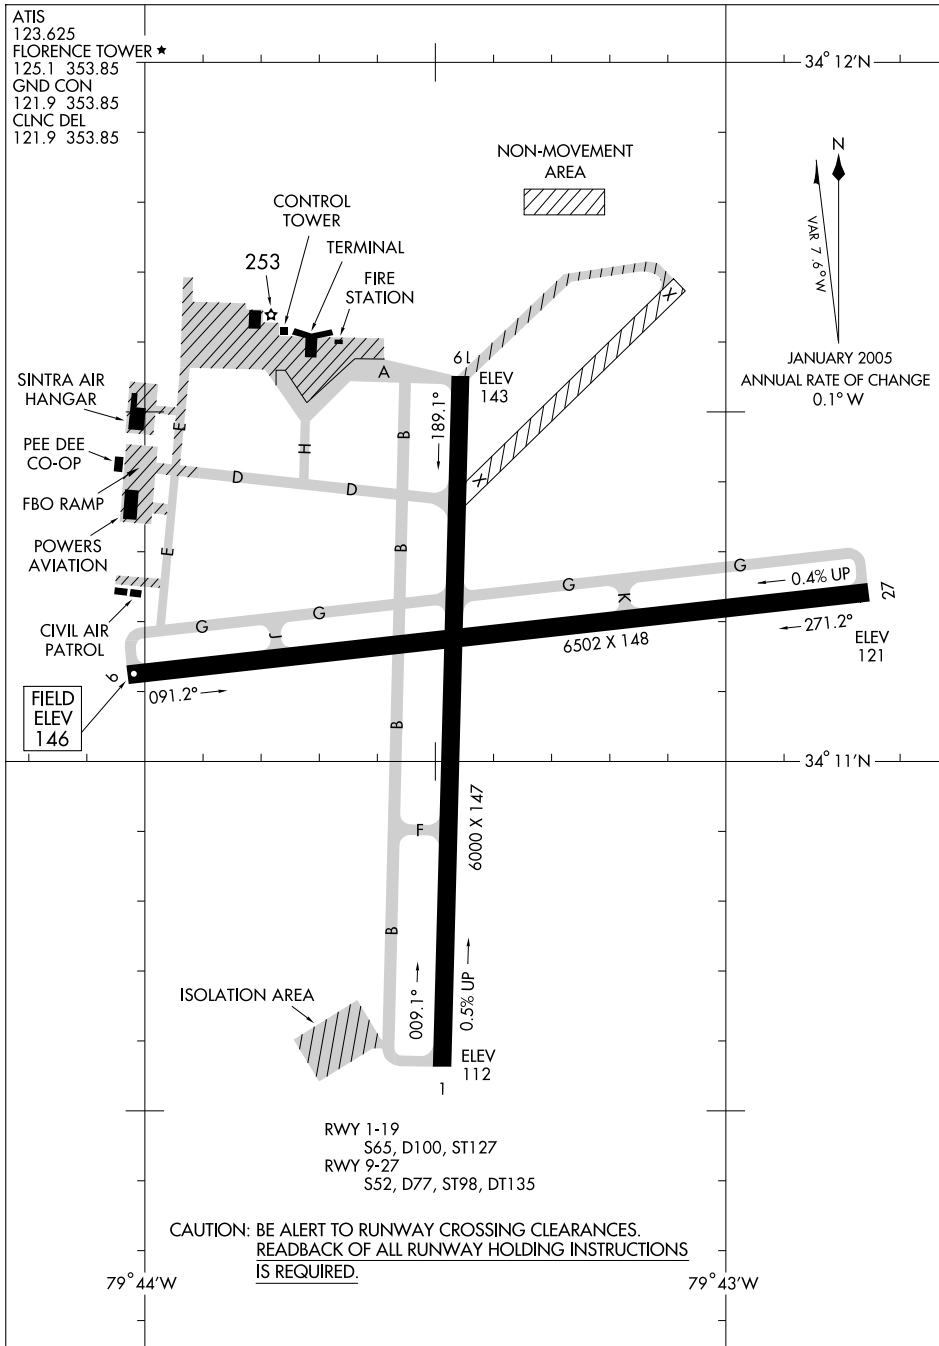 ATIS
123.625
FLORENCE TOWER ★
125.1 353.85
GND CON
121.9 353.85
CLNC DEL
121.9 353.85
34° 12'N
NON-MOVEMENT
AREA
N
VAR 7.6° W
JANUARY 2005
ANNUAL RATE OF CHANGE
0.1° W
CONTROL
TOWER
253
TERMINAL
FIRE
STATION
SINTRA AIR
HANGAR
PEE DEE
CO-OP
FBO RAMP
POWERS
AVIATION
CIVIL AIR
PATROL
A
19
ELEV
143
189.1°
X
X
E
H
B
D
D
E
B
G
G
J
G
K
G
0.4% UP
27
271.2°
ELEV
121
6502 X 148
9
091.2°
FIELD
ELEV
146
B
34° 11'N
6000 X 147
F
B
009.1°
0.5% UP
ISOLATION AREA
ELEV
112
1
RWY 1-19
S65, D100, ST127
RWY 9-27
S52, D77, ST98, DT135
CAUTION: BE ALERT TO RUNWAY CROSSING CLEARANCES.
READBACK OF ALL RUNWAY HOLDING INSTRUCTIONS
IS REQUIRED.
79° 44'W
79° 43'W